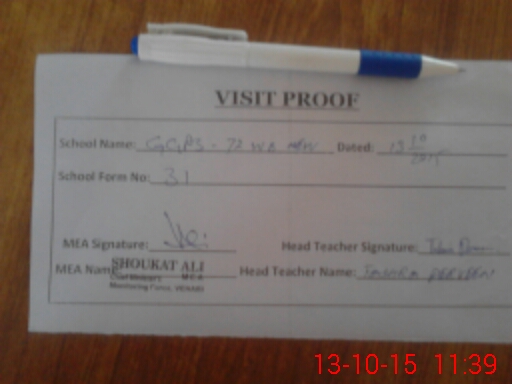 VISIT PROOF
School Name: GGPS - 72 WB Dated: 13 10 2015
School Form No: 31
MEA Signature: Head Teacher Signature:
MEA Name: SHOUKAT ALI Head Teacher Name: PERVEEN
M.E.A
Monitoring Force, VEHARI
13-10-15 11:39